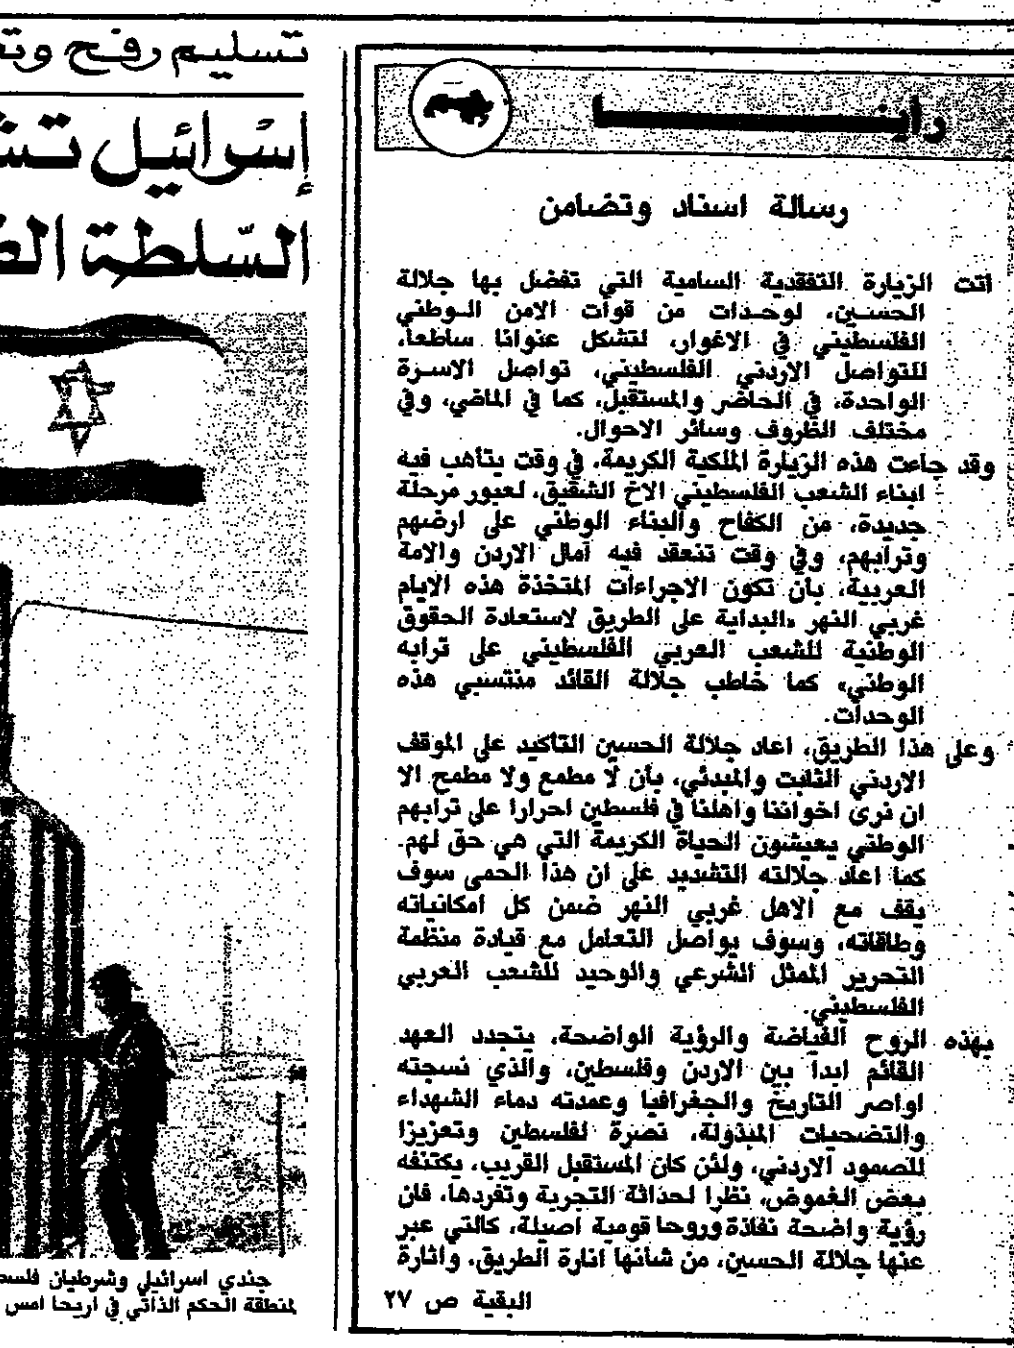 راينا
رسالة اسناد وتضامن
اتت الزيارة التفقدية السامية التي تفضل بها جلالة
الحسين، لوحدات من قوات الامن الوطني
الفلسطيني في الاغوار، لتشكل عنوانا ساطعا،
للتواصل الاردني الفلسطيني، تواصل الاسرة
الواحدة، في الحاضر والمستقبل، كما في الماضي، وفي
مختلف الظروف وسائر الاحوال.
وقد جاءت هذه الزيارة الملكية الكريمة، في وقت يتأهب فيه
ابناء الشعب الفلسطيني الاخ الشقيق، لعبور مرحلة
جديدة، من الكفاح والبناء الوطني على ارضهم
وترابهم، وفي وقت تنعقد فيه آمال الاردن والامة
العربية، بأن تكون الاجراءات المتخذة هذه الايام
غربي النهر «البداية على الطريق لاستعادة الحقوق
الوطنية للشعب العربي الفلسطيني على ترابه
الوطني» كما خاطب جلالة القائد منتسبي هذه
الوحدات.
وعلى هذا الطريق، اعاد جلالة الحسين التأكيد على الموقف
الاردني الثابت والمبدئي، بأن لا مطمع ولا مطمح الا
ان نرى اخواننا واهلنا في فلسطين احرارا على ترابهم
الوطني يعيشون الحياة الكريمة التي هي حق لهم.
كما اعاد جلالته التشديد على ان هذا الحمى سوف
يقف مع الاهل غربي النهر ضمن كل امكانياته
وطاقاته، وسوف يواصل التعامل مع قيادة منظمة
التحرير الممثل الشرعي والوحيد للشعب العربي
الفلسطيني.
بهذه الروح الفياضة والرؤية الواضحة، يتجدد العهد
القائم ابدا بين الاردن وفلسطين، والذي نسجته
اواصر التاريخ والجغرافيا وعمدته دماء الشهداء
والتضحيات المبذولة، نصرة لفلسطين وتعزيزا
للصمود الاردني، ولئن كان المستقبل القريب، يكتنفه
بعض الغموض، نظرا لحداثة التجربة وتفردها، فان
رؤية واضحة نفاذة وروحا قومية اصيلة، كالتي عبر
عنها جلالة الحسين، من شأنها انارة الطريق، واثارة
البقية ص ٢٧
تسليم رفح
إسرائيل
السلطة
جندي اسرائيلي وشرطيان
لمنطقة الحكم الذاتي في اريحا امس